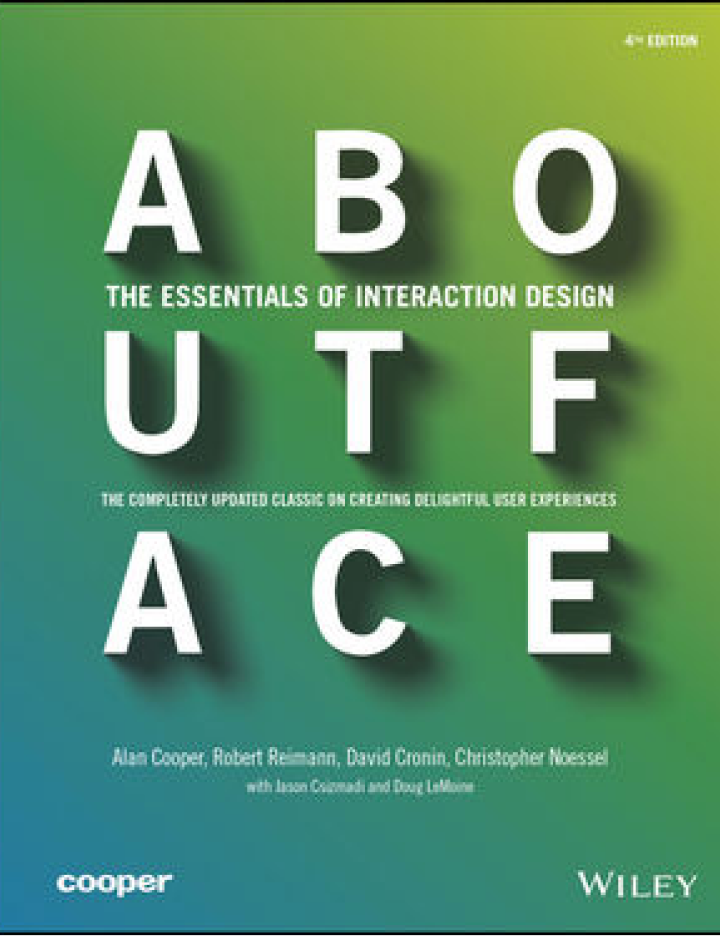 4TH EDITION
A B O
THE ESSENTIALS OF INTERACTION DESIGN
U T F
THE COMPLETELY UPDATED CLASSIC ON CREATING DELIGHTFUL USER EXPERIENCES
A C E
Alan Cooper, Robert Reimann, David Cronin, Christopher Noessel
with Jason Csizmadi and Doug LeMoine
cooper
WILEY